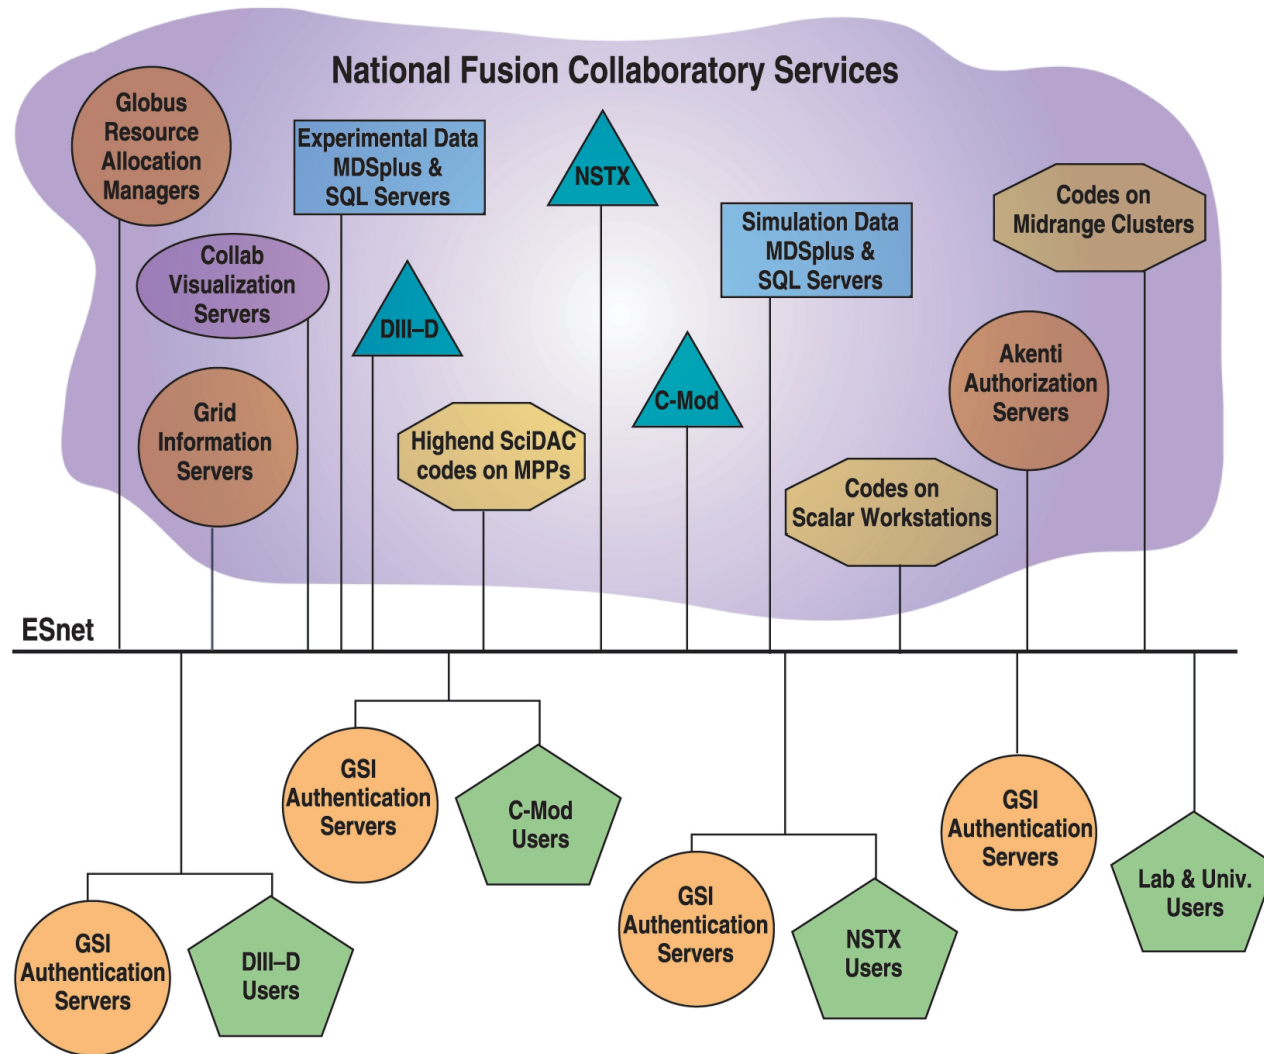 National Fusion Collaboratory Services
Globus
Resource
Allocation
Managers
Experimental Data
MDSplus &
SQL Servers
NSTX
Codes on
Midrange Clusters
Simulation Data
MDSplus &
SQL Servers
Collab
Visualization
Servers
DIII–D
Akenti
Authorization
Servers
C-Mod
Grid
Information
Servers
Highend SciDAC
codes on MPPs
Codes on
Scalar Workstations
ESnet
GSI
Authentication
Servers
C-Mod
Users
GSI
Authentication
Servers
Lab & Univ.
Users
GSI
Authentication
Servers
NSTX
Users
GSI
Authentication
Servers
DIII–D
Users